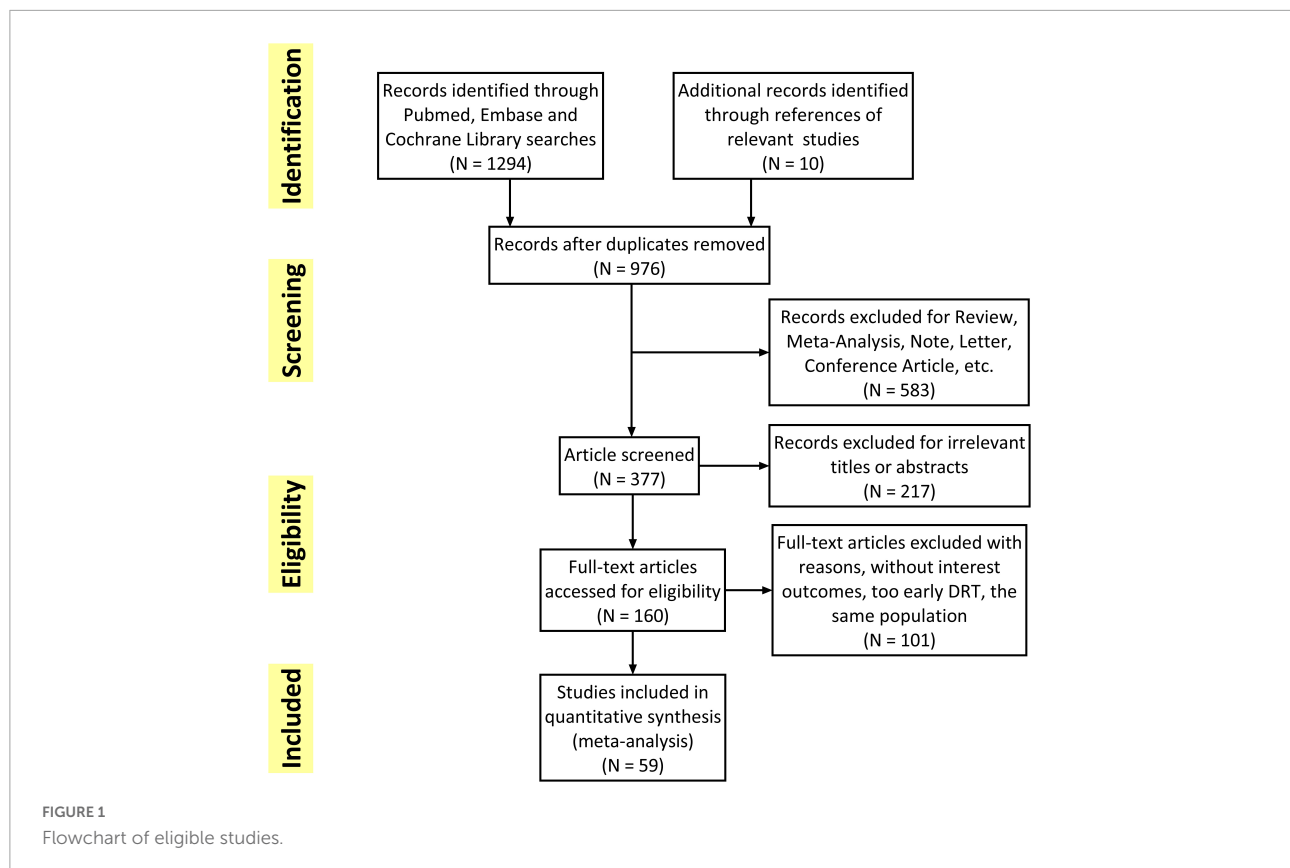 Identification
Records identified through
Pubmed, Embase and
Cochrane Library searches
(N = 1294)
Additional records identified
through references of
relevant studies
(N = 10)
Records after duplicates removed
(N = 976)
Screening
Records excluded for Review,
Meta-Analysis, Note, Letter,
Conference Article, etc.
(N = 583)
Article screened
(N = 377)
Records excluded for irrelevant
titles or abstracts
(N = 217)
Eligibility
Full-text articles
accessed for eligibility
(N = 160)
Full-text articles excluded with
reasons, without interest
outcomes, too early DRT, the
same population
(N = 101)
Included
Studies included in
quantitative synthesis
(meta-analysis)
(N = 59)
FIGURE 1
Flowchart of eligible studies.